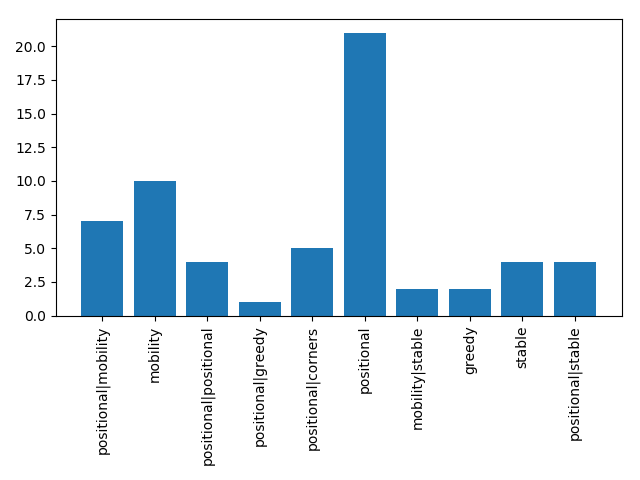 20.0
17.5
15.0
12.5
10.0
7.5
5.0
2.5
0.0
positional|mobility
mobility
positional|positional
positional|greedy
positional|corners
positional
mobility|stable
greedy
stable
positional|stable